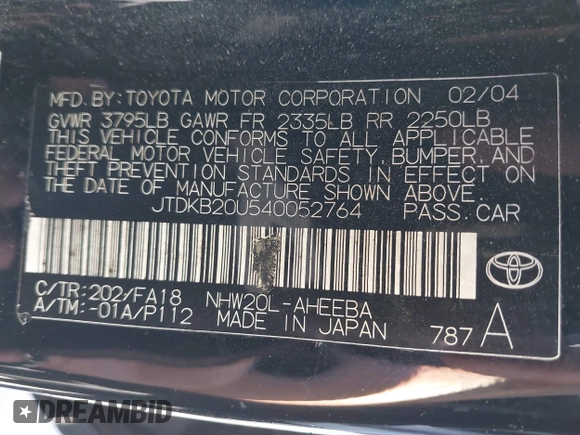 MFD.BY:TOYOTA MOTOR CORPORATION 02/04
GVWR 3795LB GAWR FR 2335LB RR 2250LB
THIS VEHICLE CONFORMS TO ALL APPLICABLE
FEDERAL MOTOR VEHICLE SAFETY, BUMPER, AND
THEFT PREVENTION STANDARDS IN EFFECT ON
THE DATE OF MANUFACTURE SHOWN ABOVE.
JTDKB20U540052764 PASS.CAR
C/TR:202/FA18 NHW20L-AHEEBA
A/TM:-01A/P112 MADE IN JAPAN 787 A
DREAMBID